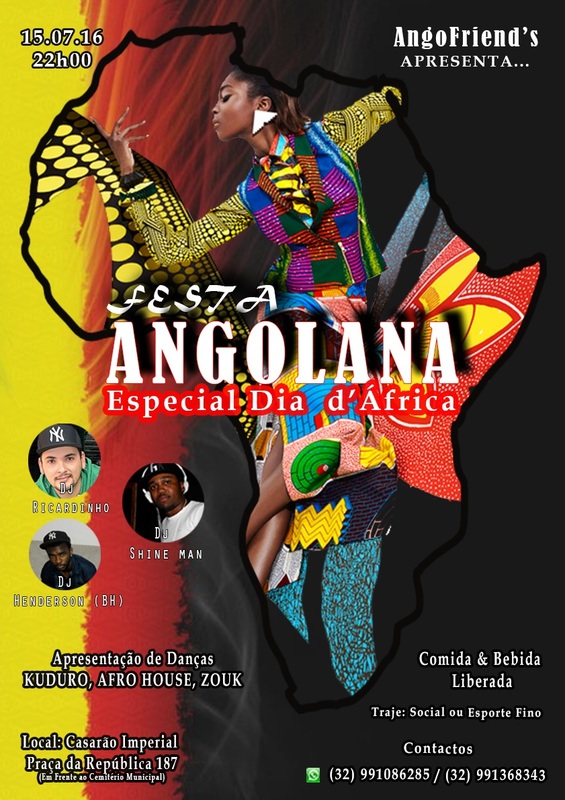 15.07.16
22h00
AngoFriend's
APRESENTA...
FESTA
ANGOLANA
Especial Dia d'África
DJ
RICARDINHO
DJ
SHINE MAN
DJ
HENDERSON (BH)
Apresentação de Danças
KUDURO, AFRO HOUSE, ZOUK
Comida & Bebida
Liberada
Traje: Social ou Esporte Fino
Local: Casarão Imperial
Praça da República 187
(Em Frente ao Cemitério Municipal)
Contactos
(32) 991086285 / (32) 991368343